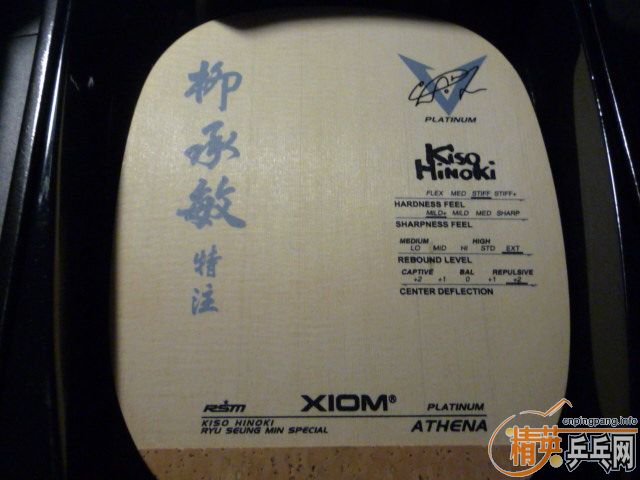 柳承敏
特注
PLATINUM
Kiso
Hinoki
FLEX MED STIFF STIFF+
HARDNESS FEEL
MILD+ MILD MED SHARP
SHARPNESS FEEL
MEDIUM HIGH
LO MID HI STD EXT
REBOUND LEVEL
CAPTIVE BAL REPULSIVE
+2 +1 0 +1 +2
CENTER DEFLECTION
RSM XIOM® PLATINUM
KISO HINOKI
RYU SEUNG MIN SPECIAL
ATHENA
cnpingpang.info
精英乒乓网